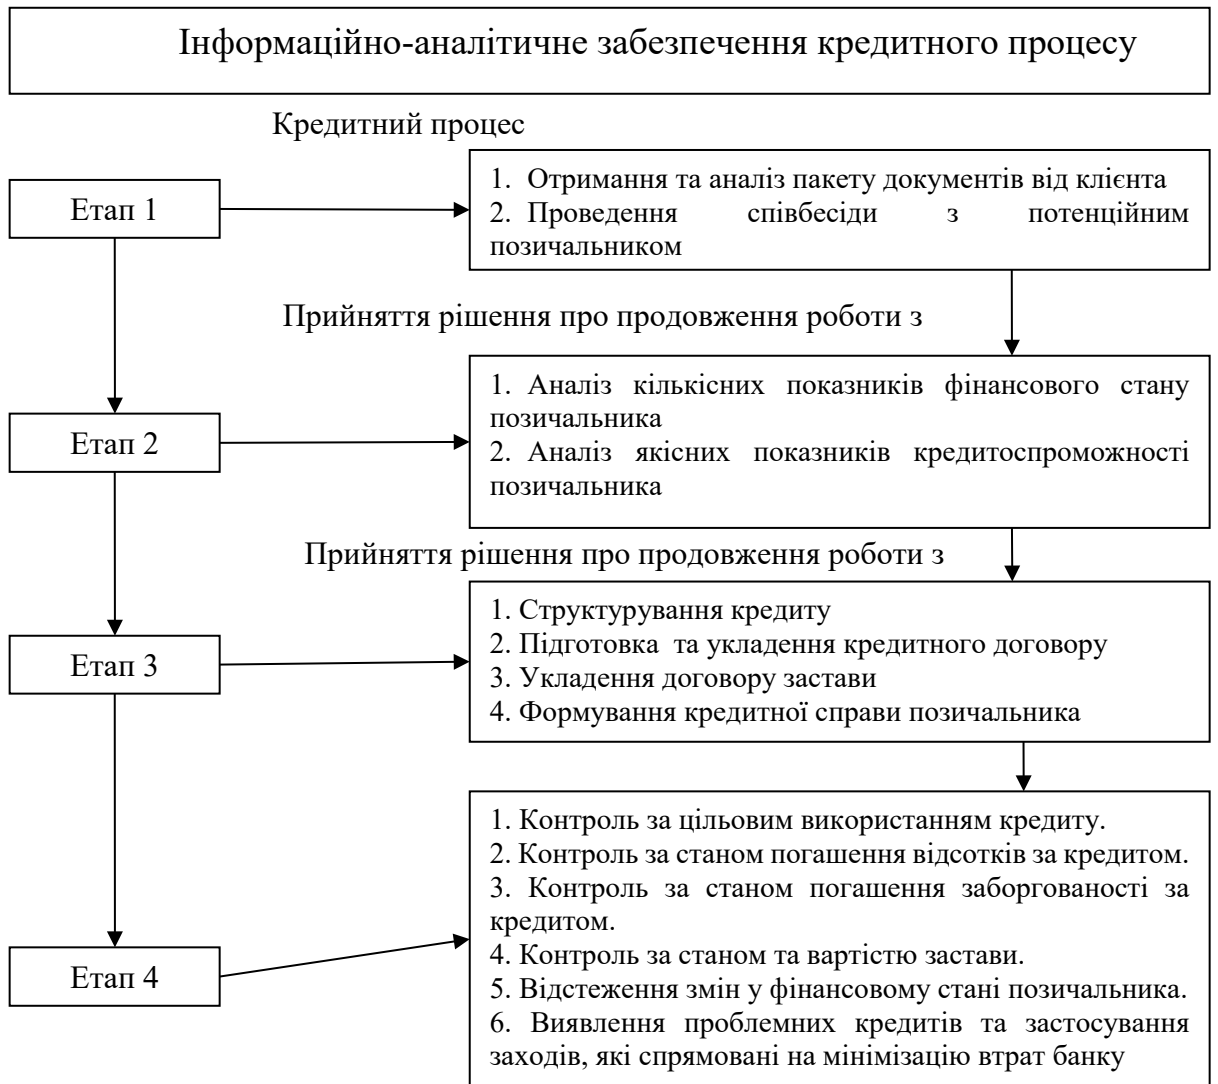 Інформаційно-аналітичне забезпечення кредитного процесу
Кредитний процес
Етап 1
1. Отримання та аналіз пакету документів від клієнта
2. Проведення співбесіди з потенційним
позичальником
Прийняття рішення про продовження роботи з
Етап 2
1. Аналіз кількісних показників фінансового стану
позичальника
2. Аналіз якісних показників кредитоспроможності
позичальника
Прийняття рішення про продовження роботи з
Етап 3
1. Структурування кредиту
2. Підготовка та укладення кредитного договору
3. Укладення договору застави
4. Формування кредитної справи позичальника
Етап 4
1. Контроль за цільовим використанням кредиту.
2. Контроль за станом погашення відсотків за кредитом.
3. Контроль за станом погашення заборгованості за
кредитом.
4. Контроль за станом та вартістю застави.
5. Відстеження змін у фінансовому стані позичальника.
6. Виявлення проблемних кредитів та застосування
заходів, які спрямовані на мінімізацію втрат банку